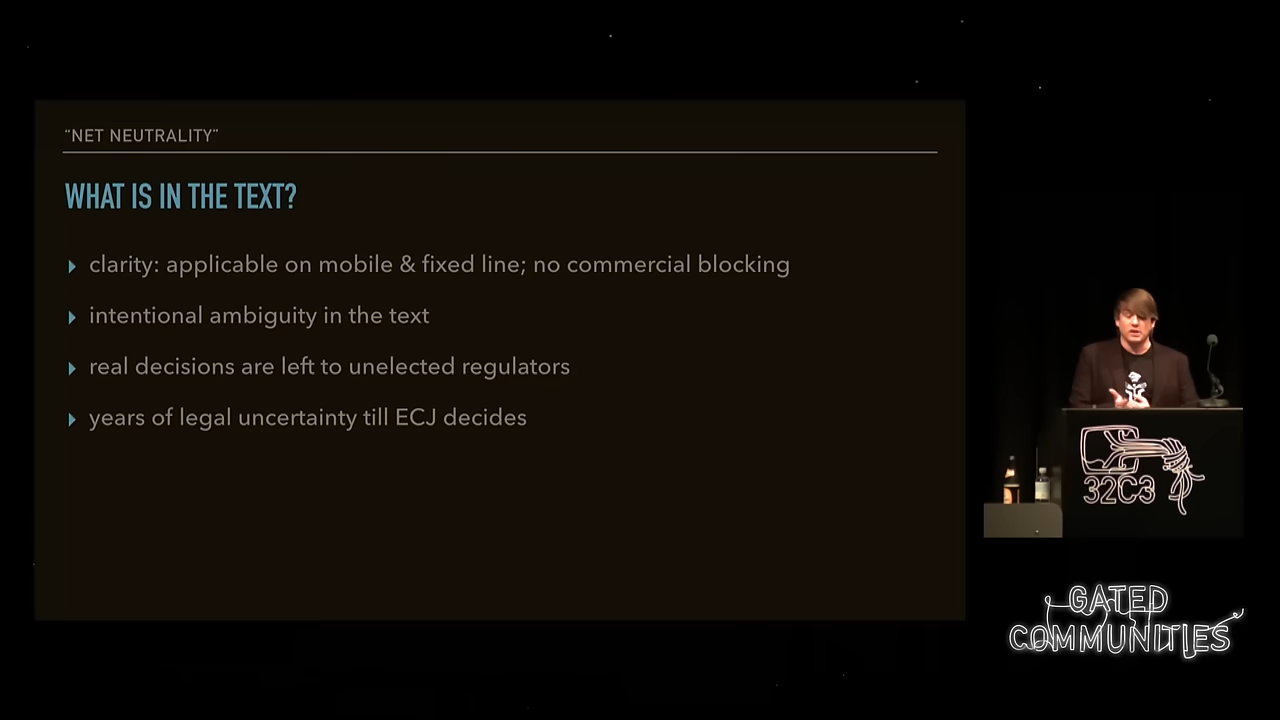 “NET NEUTRALITY”
WHAT IS IN THE TEXT?
clarity: applicable on mobile & fixed line; no commercial blocking
intentional ambiguity in the text
real decisions are left to unelected regulators
years of legal uncertainty till ECJ decides
32C3
GATED
COMMUNITIES